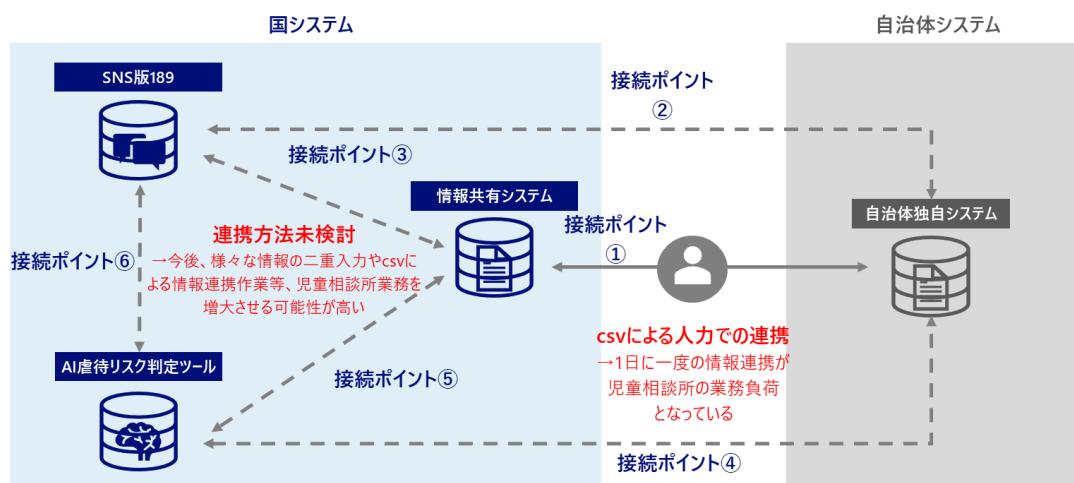 国システム
自治体システム
SNS版189
接続ポイント
②
接続ポイント③
情報共有システム
自治体独自システム
接続ポイント
①
連携方法未検討
→今後、様々な情報の二重入力やcsvに
よる情報連携作業等、児童相談所業務を
増大させる可能性が高い
接続ポイント⑥
csvによる人力での連携
→1日に一度の情報連携が
児童相談所の業務負荷
となっている
AI虐待リスク判定ツール
接続ポイント⑤
接続ポイント④